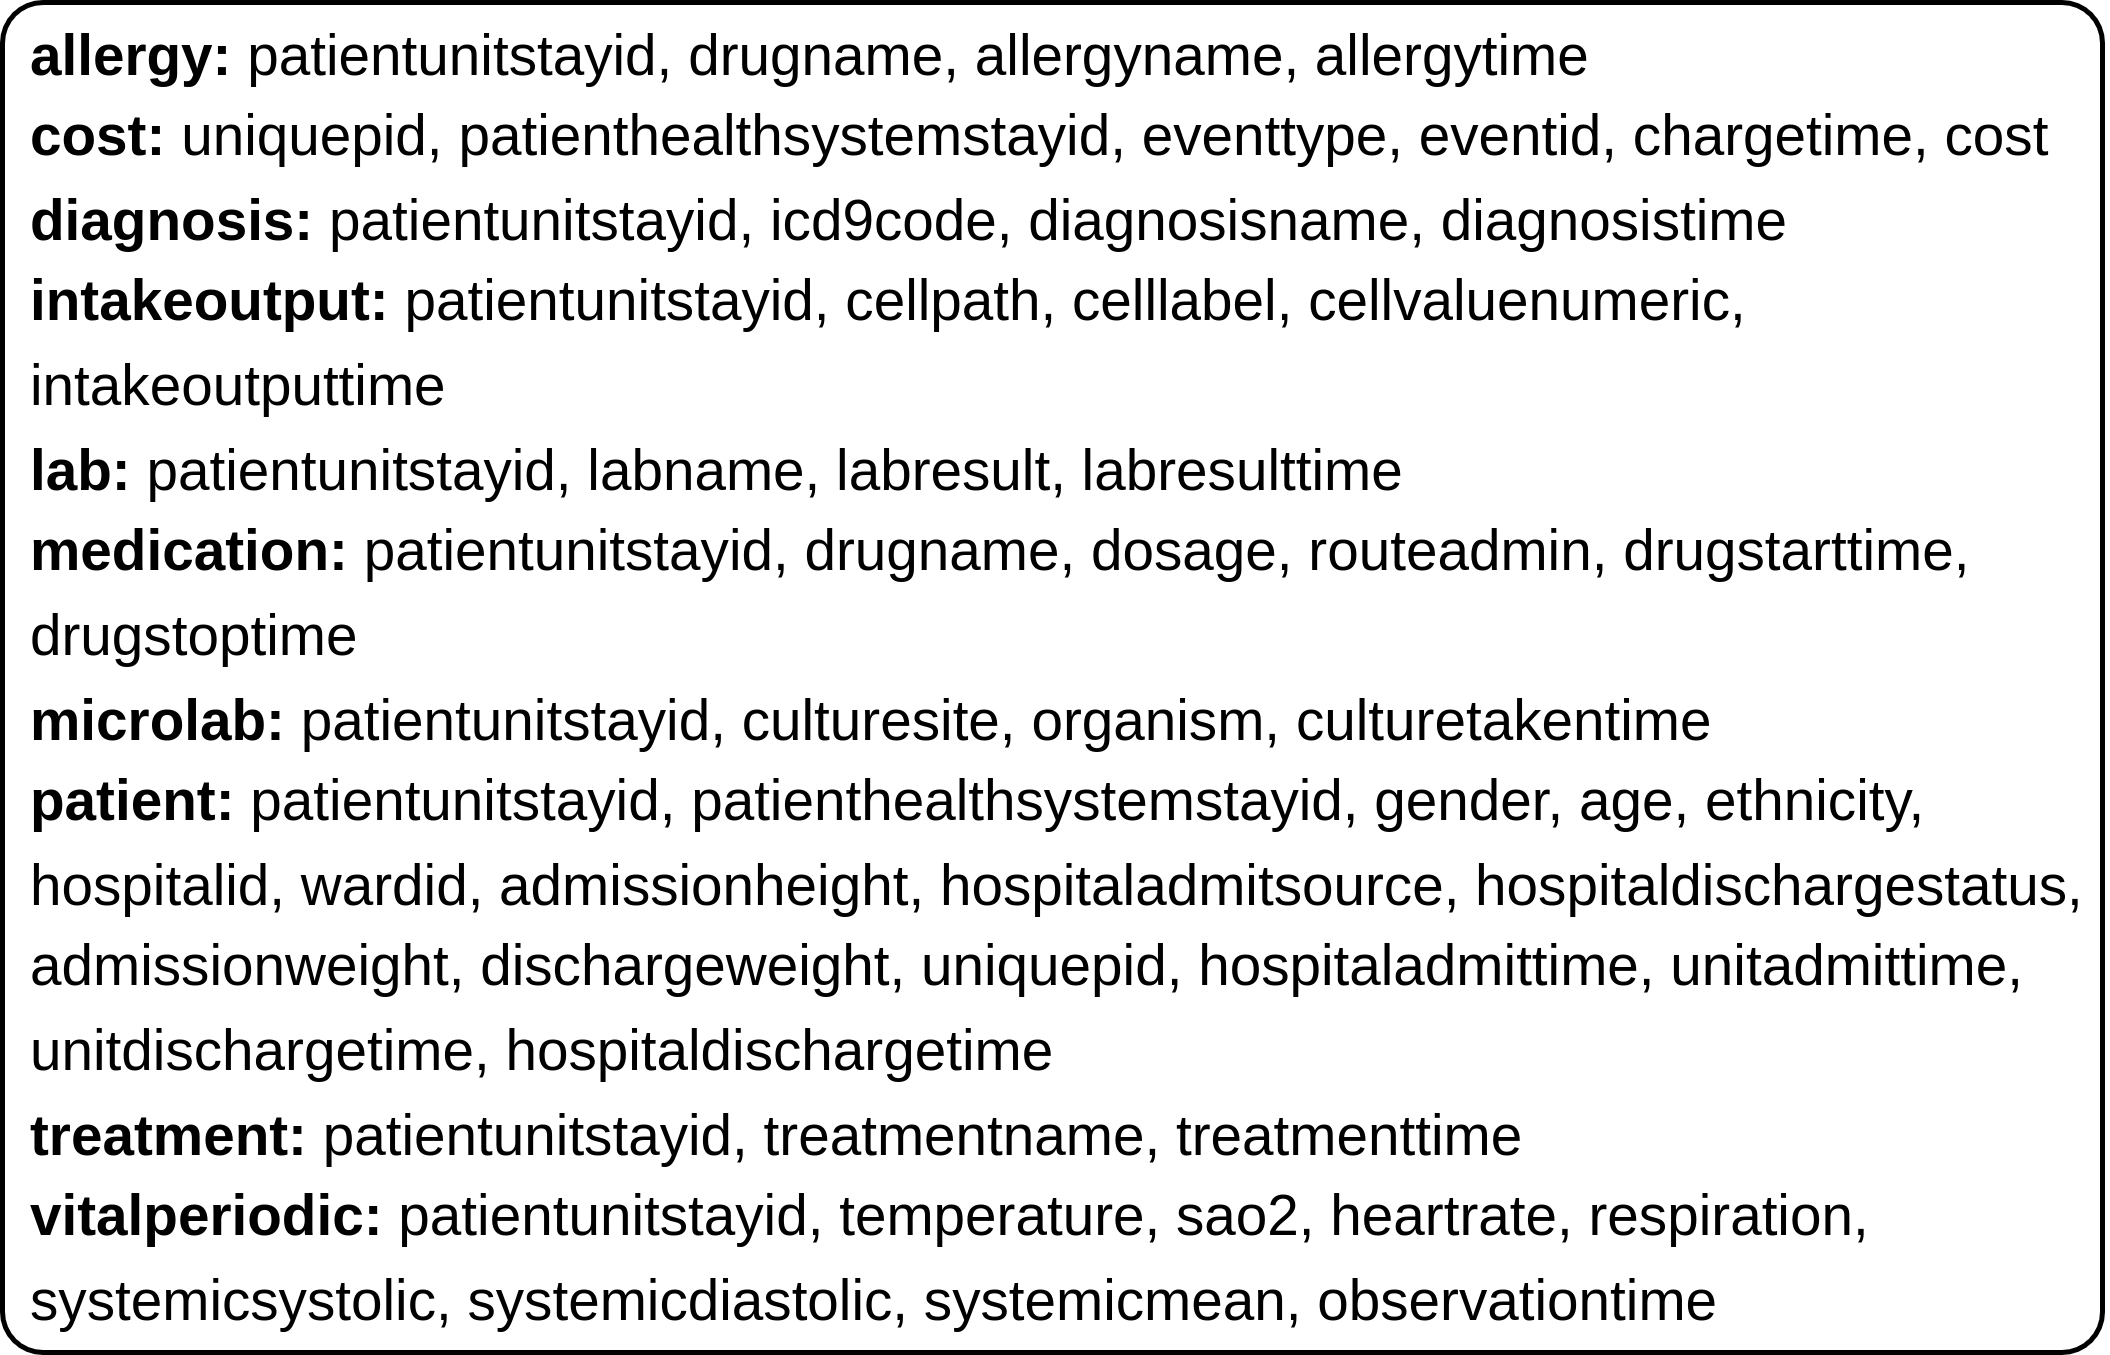 allergy: patientunitstayid, drugname, allergyname, allergytime
cost: uniquepid, patienthealthsystemstayid, eventtype, eventid, chargetime, cost
diagnosis: patientunitstayid, icd9code, diagnosisname, diagnosistime
intakeoutput: patientunitstayid, cellpath, celllabel, cellvaluenumeric,
intakeoutputtime
lab: patientunitstayid, labname, labresult, labresulttime
medication: patientunitstayid, drugname, dosage, routeadmin, drugstarttime,
drugstoptime
microlab: patientunitstayid, culturesite, organism, culturetakentime
patient: patientunitstayid, patienthealthsystemstayid, gender, age, ethnicity,
hospitalid, wardid, admissionheight, hospitaladmitsource, hospitaldischargestatus,
admissionweight, dischargeweight, uniquepid, hospitaladmittime, unitadmittime,
unitdischargetime, hospitaldischargetime
treatment: patientunitstayid, treatmentname, treatmenttime
vitalperiodic: patientunitstayid, temperature, sao2, heartrate, respiration,
systemicsystolic, systemicdiastolic, systemicmean, observationtime